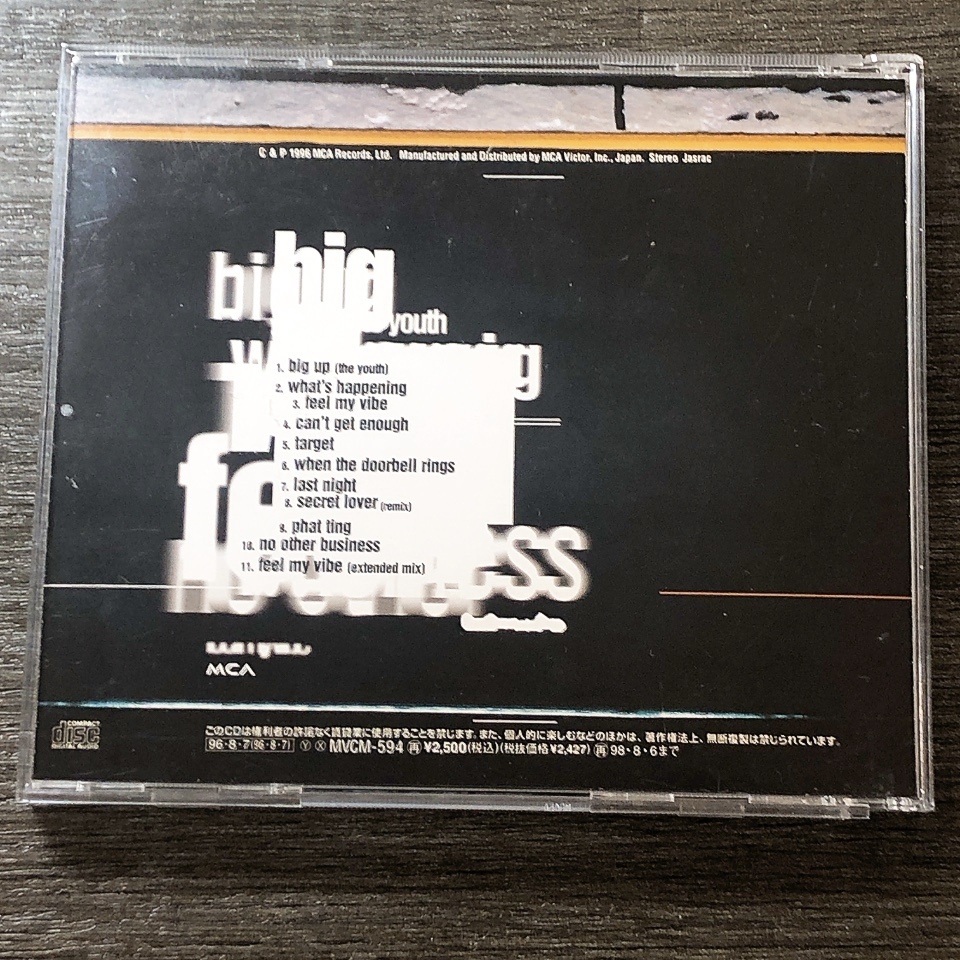 C & P 1996 MCA Records, Ltd. Manufactured and Distributed by MCA Victor, Inc., Japan. Stereo Jasrac
big
big
youth
1. big up (the youth)
2. what's happening
3. feel my vibe
4. can't get enough
5. target
6. when the doorbell rings
7. last night
8. secret lover (remix)
9. phat ting
10. no other business
11. feel my vibe (extended mix)
MCA
COMPACT
disc
DIGITAL AUDIO
このCDは権利者の許諾なく賃貸業に使用することを禁じます。また、個人的に楽しむなどのほかは、著作権法上、無断複製は禁じられています。
96・8・7(96・8・7) Ⓨ Ⓧ MVCM-594 ㊢ ¥2,500(税込)(税抜価格¥2,427) 再 98・8・6まで